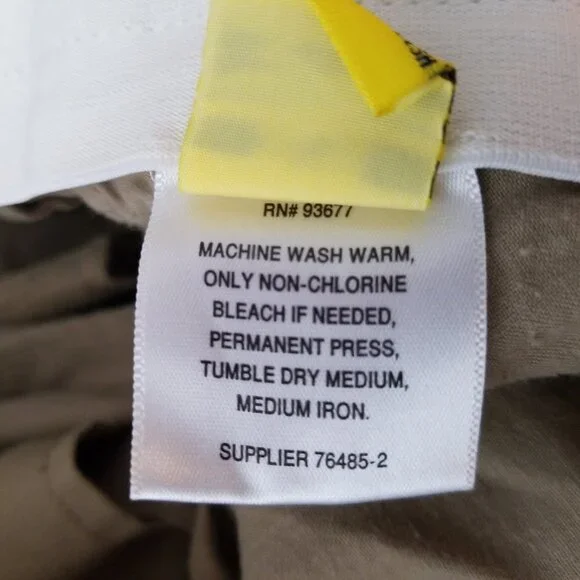 RN# 93677
MACHINE WASH WARM,
ONLY NON-CHLORINE
BLEACH IF NEEDED,
PERMANENT PRESS,
TUMBLE DRY MEDIUM,
MEDIUM IRON.
SUPPLIER 76485-2